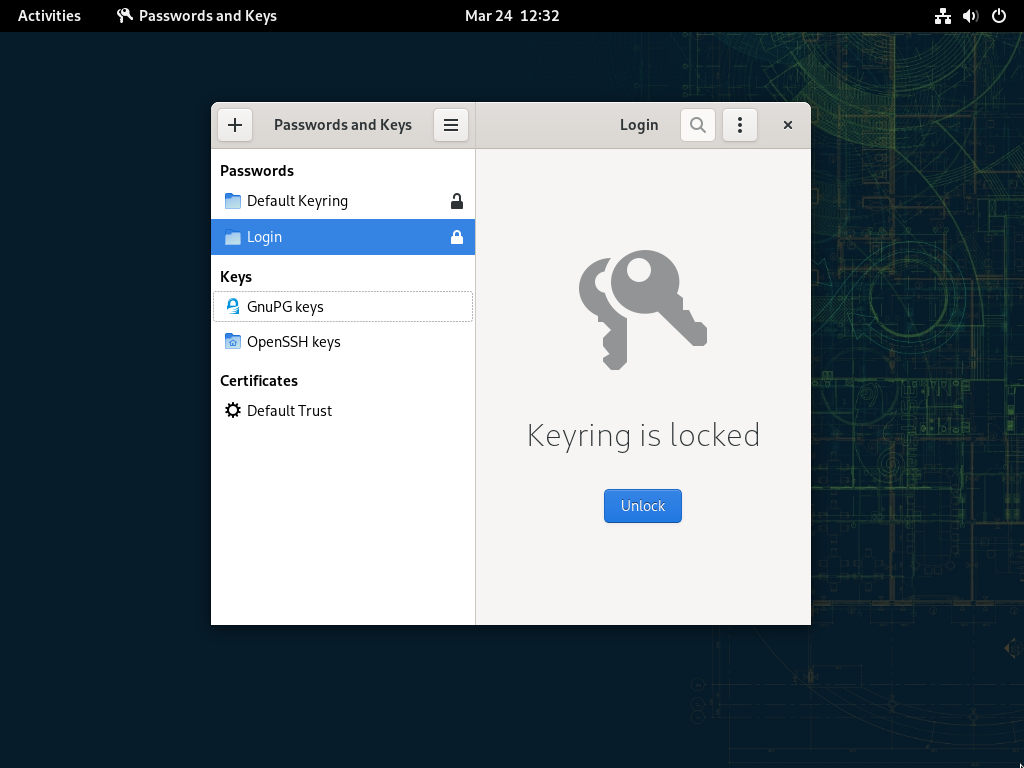 Activities
Passwords and Keys
Mar 24 12:32
Passwords and Keys
Login
Passwords
Default Keyring
Login
Keys
GnuPG keys
OpenSSH keys
Certificates
Default Trust
Keyring is locked
Unlock